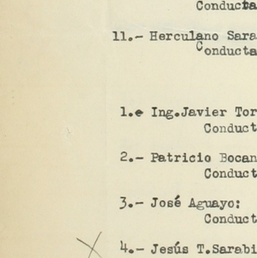 Conducta
11.- Herculano Sara
Conducta
1.- Ing.Javier Tor
Conduct
2.- Patricio Bocan
Conduct
3.- José Aguayo:
Conduct
4.- Jesús T.Sarabi